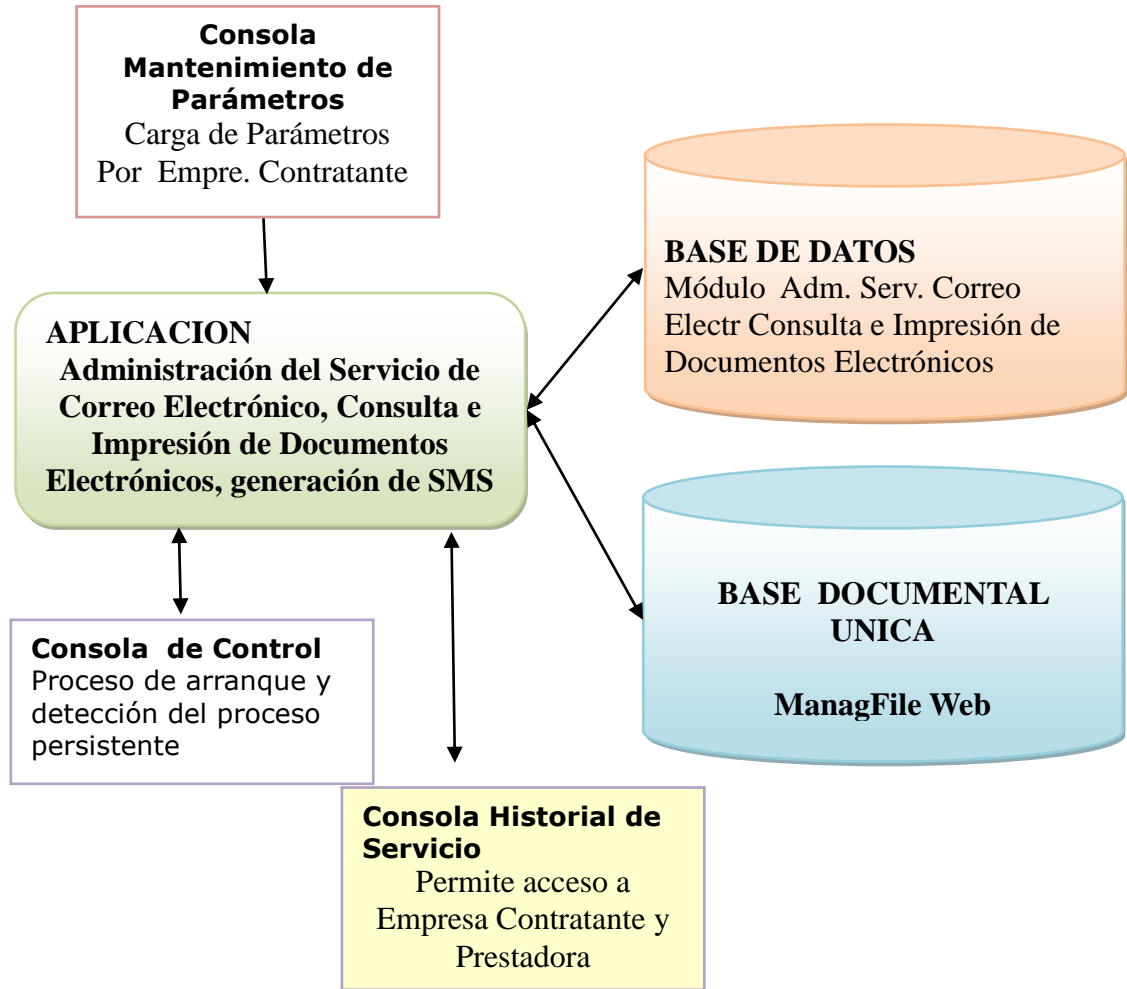 Consola
Mantenimiento de
Parámetros
Carga de Parámetros
Por Empre. Contratante
BASE DE DATOS
Módulo Adm. Serv. Correo
Electr Consulta e Impresión de
Documentos Electrónicos
APLICACION
Administración del Servicio de
Correo Electrónico, Consulta e
Impresión de Documentos
Electrónicos, generación de SMS
BASE DOCUMENTAL
UNICA
ManagFile Web
Consola de Control
Proceso de arranque y
detección del proceso
persistente
Consola Historial de
Servicio
Permite acceso a
Empresa Contratante y
Prestadora